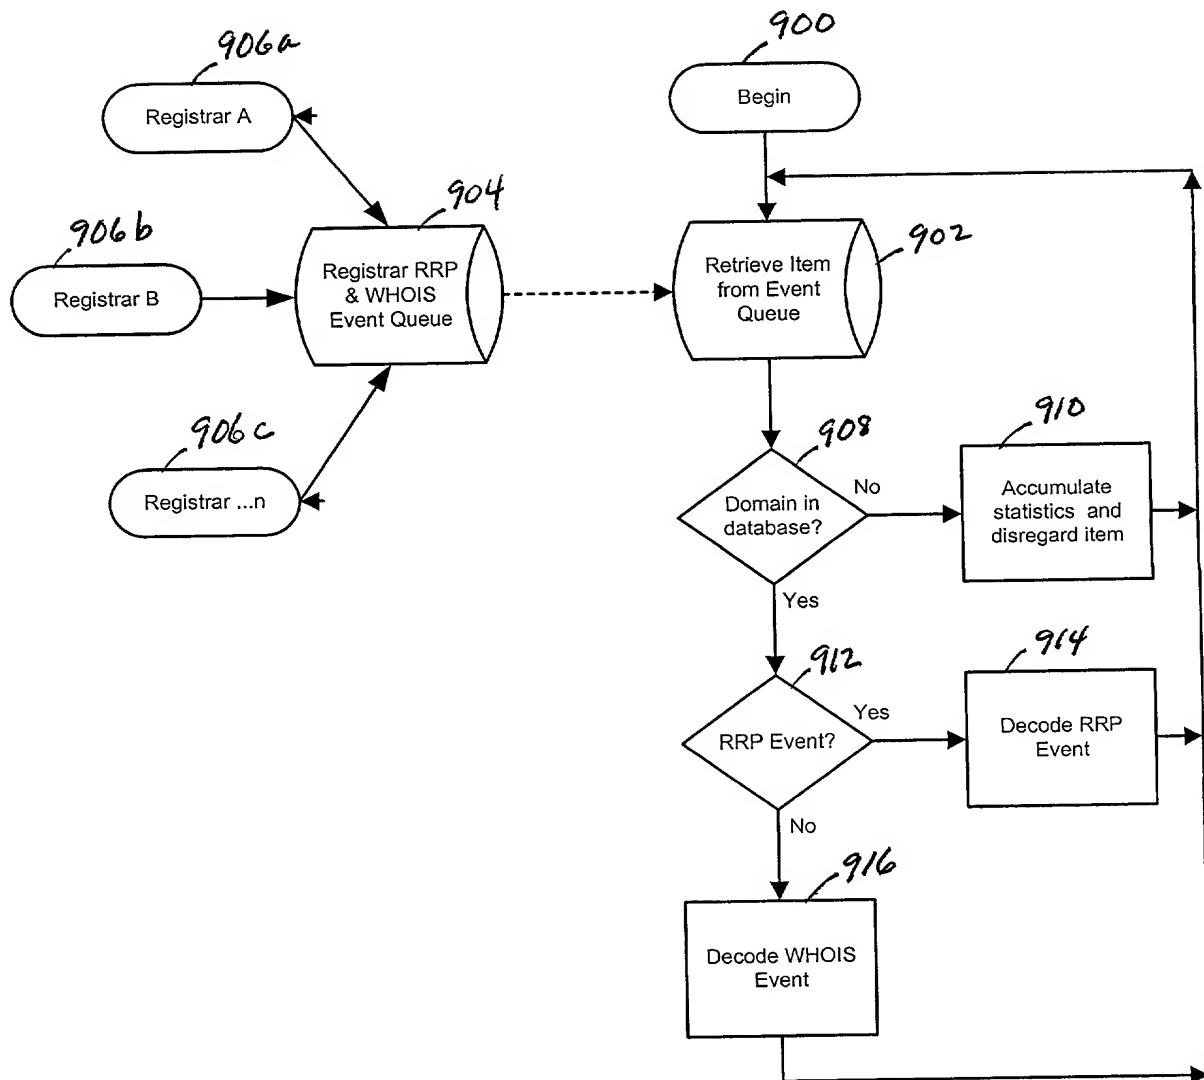 906a
Registrar A
900
Begin
904
Registrar RRP
& WHOIS
Event Queue
906b
Registrar B
902
Retrieve Item
from Event
Queue
906c
Registrar ...n
908
Domain in
database?
No
910
Accumulate
statistics and
disregard item
Yes
912
RRP Event?
Yes
914
Decode RRP
Event
No
916
Decode WHOIS
Event